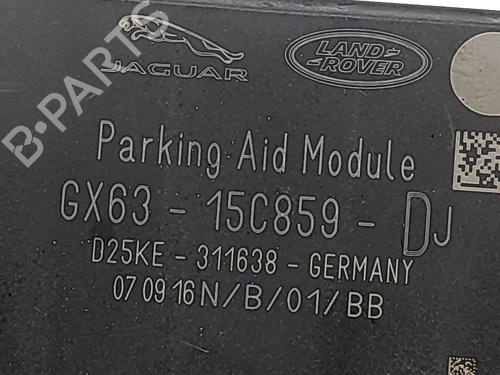 B-PARTS
JAGUAR
LAND-
ROVER
Parking Aid Module
GX63 - 15C859 - DJ
D25KE - 311638 - GERMANY
07 09 16 N/B/01/BB